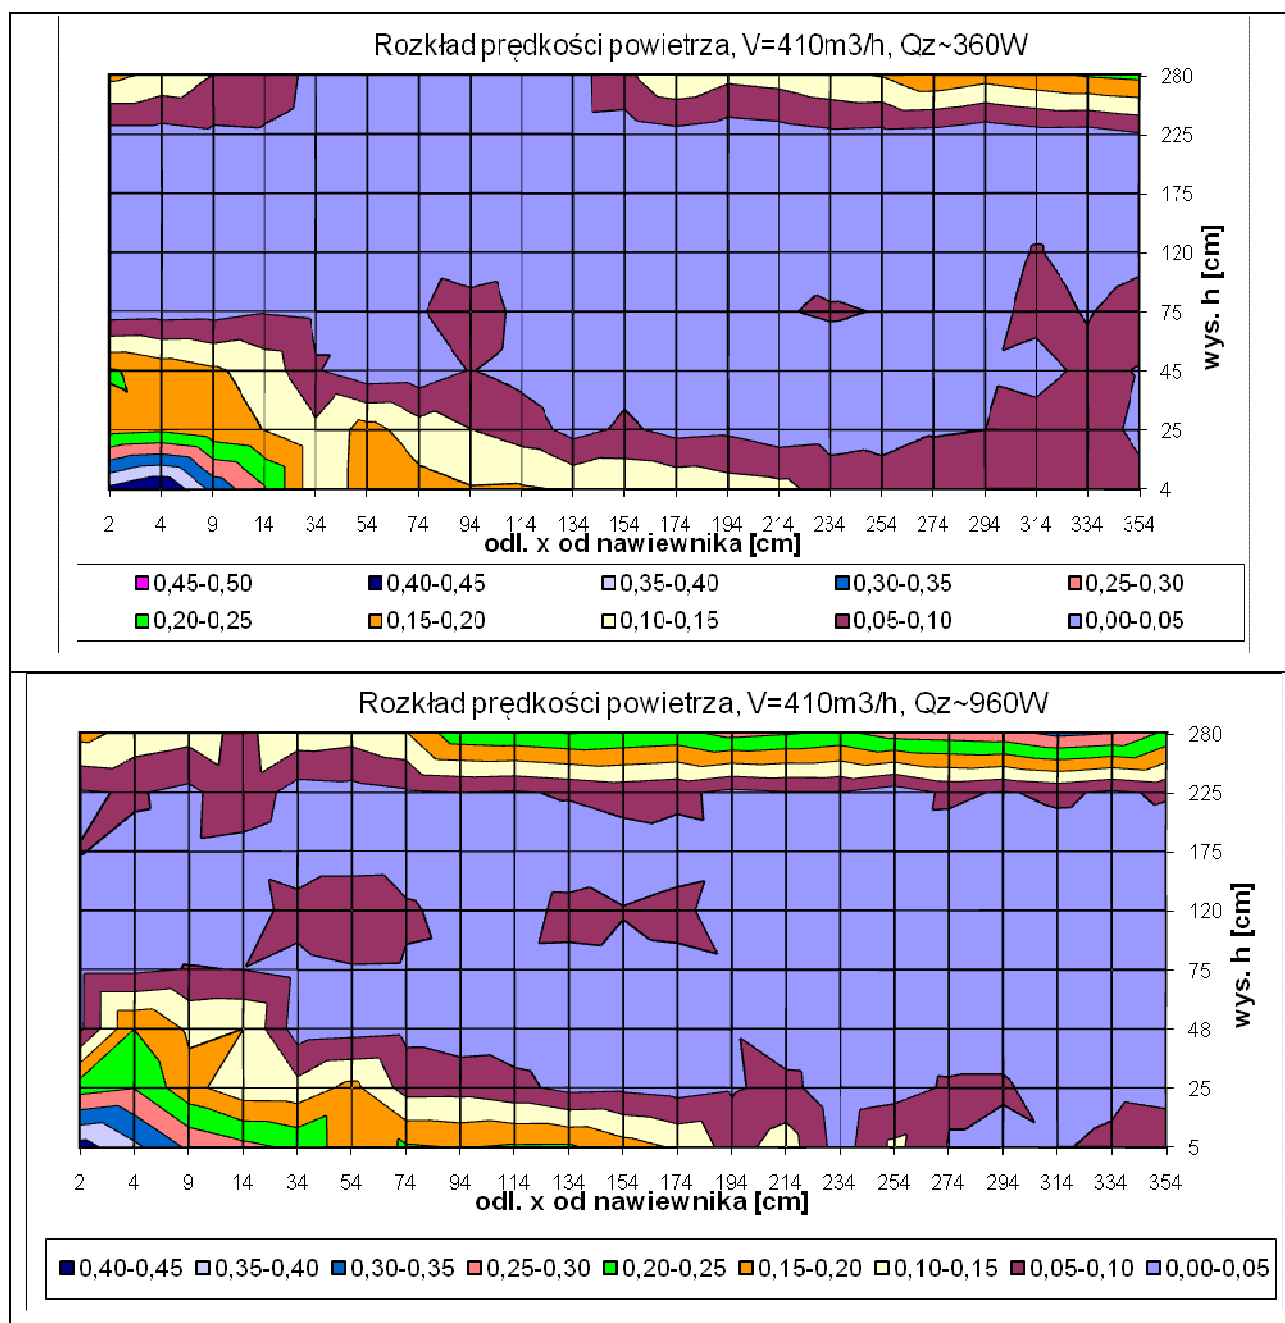 Rozkład prędkości powietrza, V=410m3/h, Qz~360W
280
225
175
120
75
45
25
4
wys. h [cm]
2 4 9 14 34 54 74 94 114 134 154 174 194 214 234 254 274 294 314 334 354
odl. x od nawiewnika [cm]
0,45-0,50 0,40-0,45 0,35-0,40 0,30-0,35 0,25-0,30
0,20-0,25 0,15-0,20 0,10-0,15 0,05-0,10 0,00-0,05
Rozkład prędkości powietrza, V=410m3/h, Qz~960W
280
225
175
120
75
48
25
5
wys. h [cm]
2 4 9 14 34 54 74 94 114 134 154 174 194 214 234 254 274 294 314 334 354
odl. x od nawiewnika [cm]
0,40-0,45 0,35-0,40 0,30-0,35 0,25-0,30 0,20-0,25 0,15-0,20 0,10-0,15 0,05-0,10 0,00-0,05